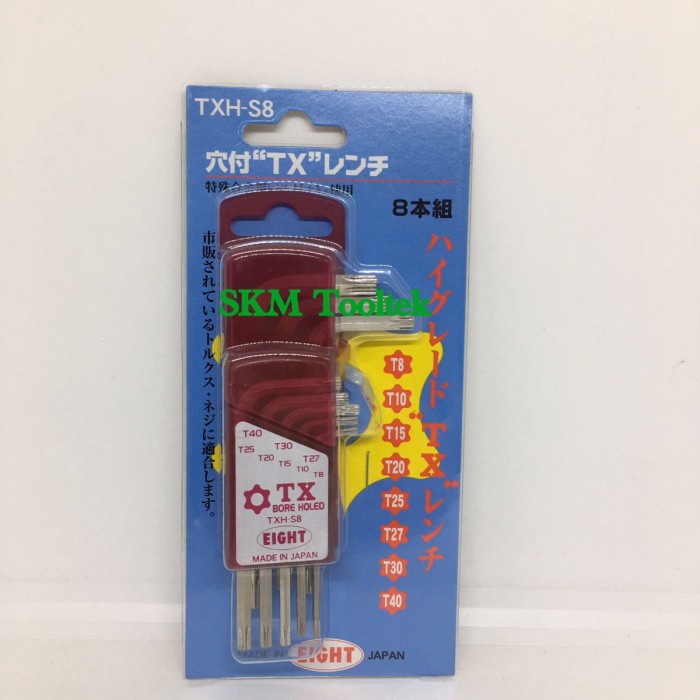 TXH-S8
穴付“TX”レンチ
8本組
ハイグレード“TX”レンチ
市販されているトルクス・ネジに適合します。
SKM Tooltek
T8
T10
T15
T20
T25
T27
T30
T40
T40
T30
T25
T20
T27
T15
T10
T8
TX
BORE HOLED
TXH-S8
EIGHT
MADE IN JAPAN
MADE IN EIGHT JAPAN